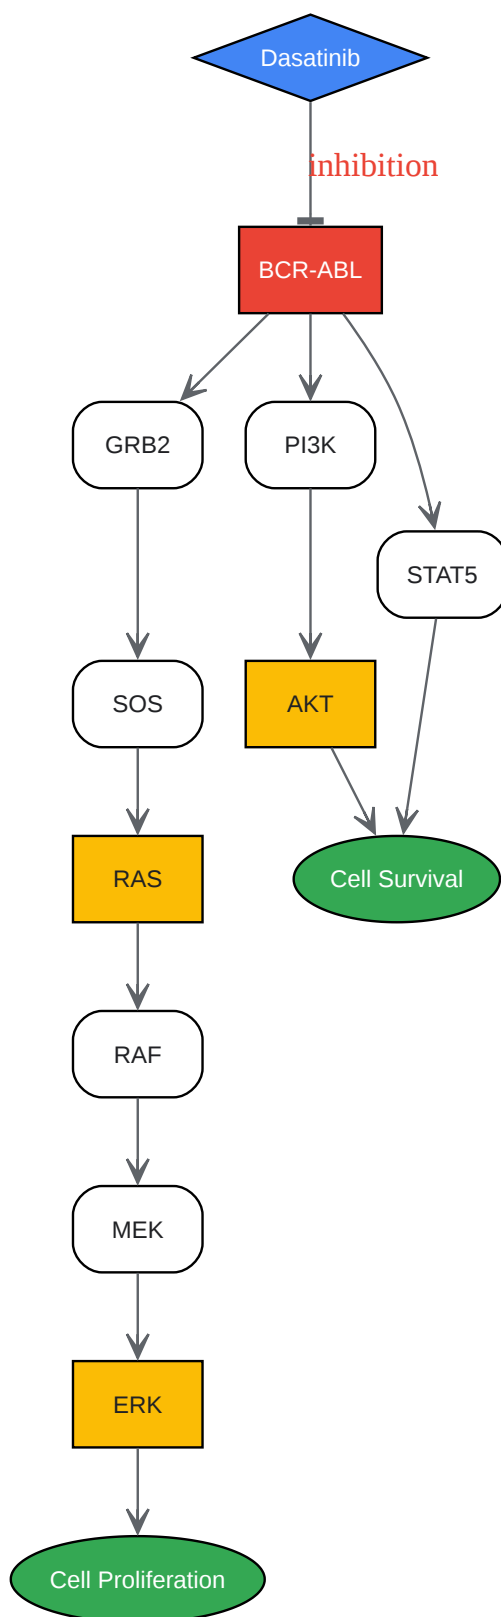 Dasatinib
inhibition
BCR-ABL
GRB2
PI3K
STAT5
SOS
AKT
RAS
Cell Survival
RAF
MEK
ERK
Cell Proliferation